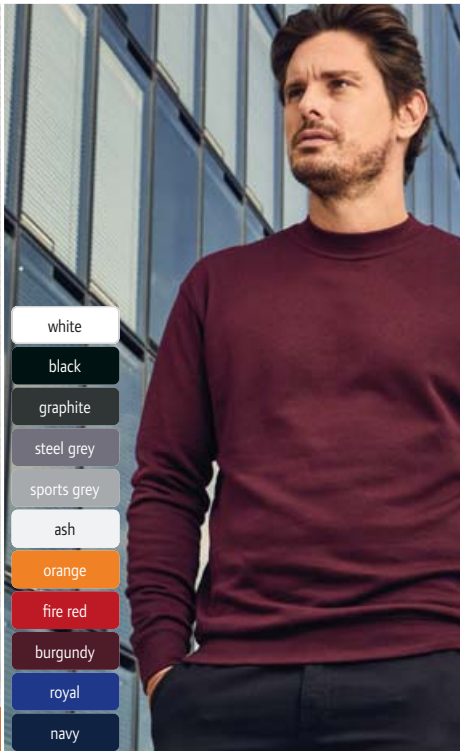 white
black
graphite
steel grey
sports grey
ash
orange
fire red
burgundy
royal
navy